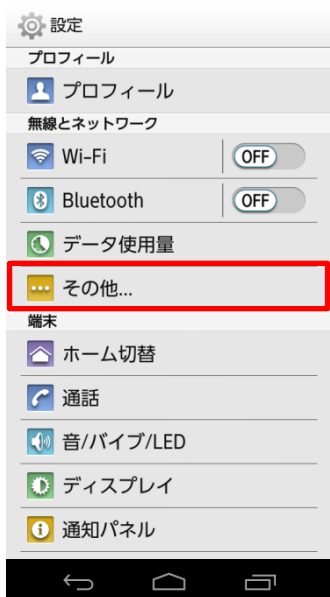 設定
プロフィール
プロフィール
無線とネットワーク
Wi-Fi OFF
Bluetooth OFF
データ使用量
その他...
端末
ホーム切替
通話
音/バイブ/LED
ディスプレイ
通知パネル